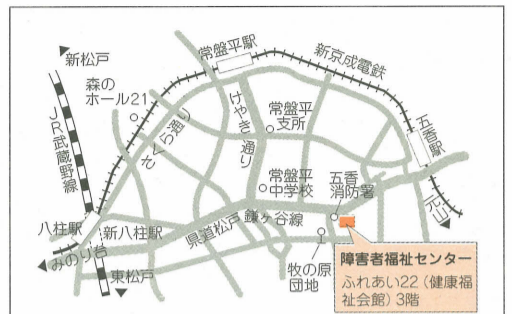 新松戸
常盤平駅
新京成電鉄
森の
ホール21
さくら通り
けやき通り
常盤平
支所
五香駅
JR武蔵野線
常盤平
中学校
五香
消防署
元山
八柱駅
新八柱駅
県道松戸鎌ヶ谷線
みのり台
東松戸
牧の原
団地
障害者福祉センター
ふれあい22(健康福
祉会館)3階